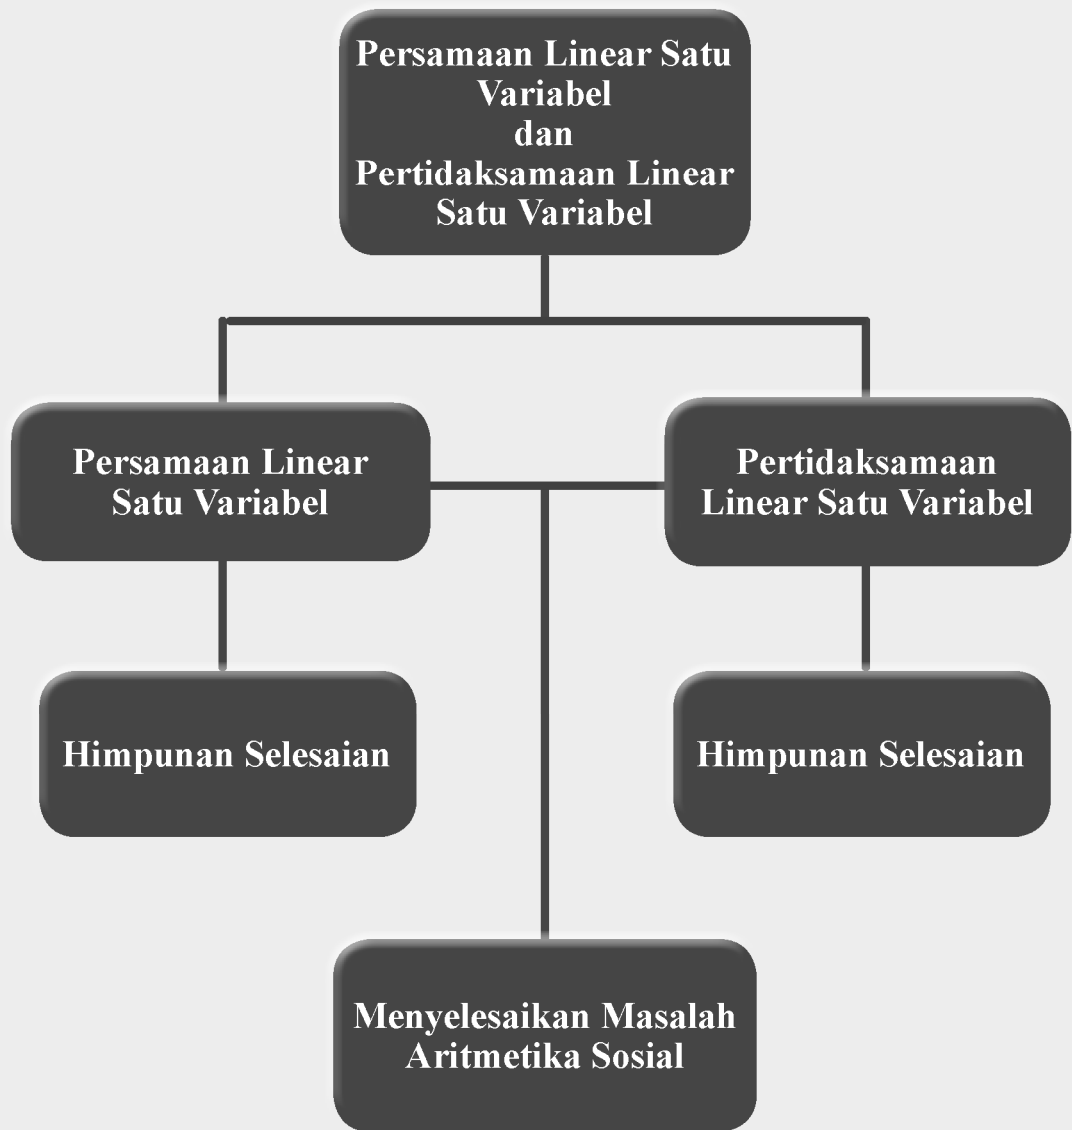 Persamaan Linear Satu
Variabel
dan
Pertidaksamaan Linear
Satu Variabel
Persamaan Linear
Satu Variabel
Pertidaksamaan
Linear Satu Variabel
Himpunan Selesaian
Himpunan Selesaian
Menyelesaikan Masalah
Aritmetika Sosial